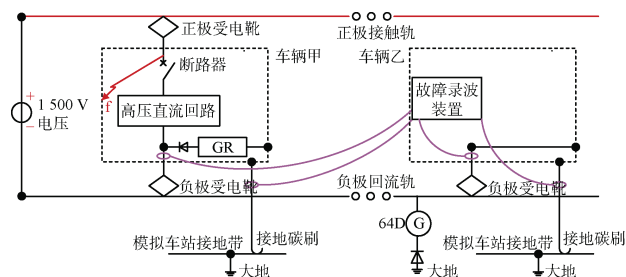 正极受电靴
正极接触轨
车辆甲
车辆乙
断路器
+
1 500 V
−
电压
f
高压直流回路
故障录波
装置
GR
负极受电靴
负极回流轨
负极受电靴
64D
G
模拟车站接地带
接地碳刷
模拟车站接地带
接地碳刷
大地
大地
大地